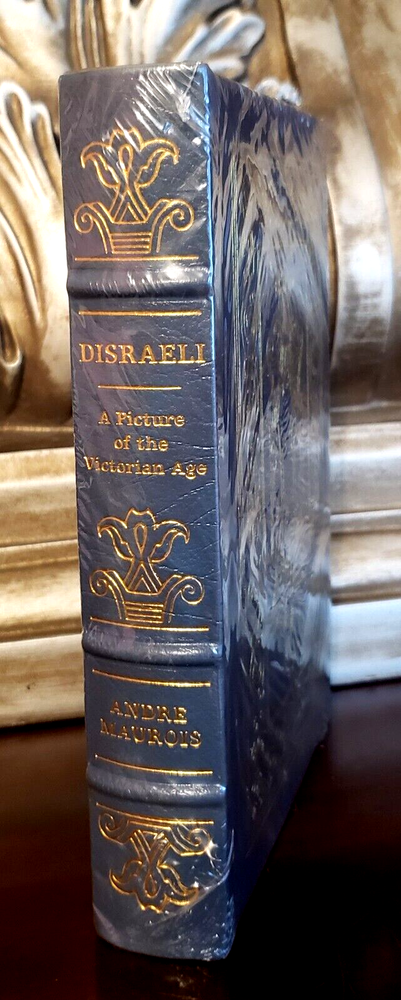 DISRAELI
A Picture
of the
Victorian Age
ANDRE
MAUROIS